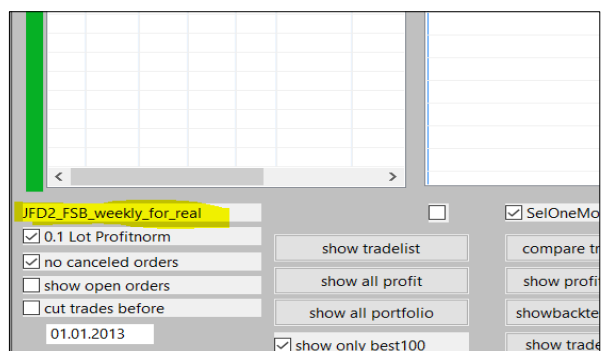 JFD2_FSB_weekly_for_real
SelOneMo
0.1 Lot Profitnorm
show tradelist
compare tr
no canceled orders
show open orders
show all profit
show profi
cut trades before
show all portfolio
showbackte
01.01.2013
show only best100
show trade